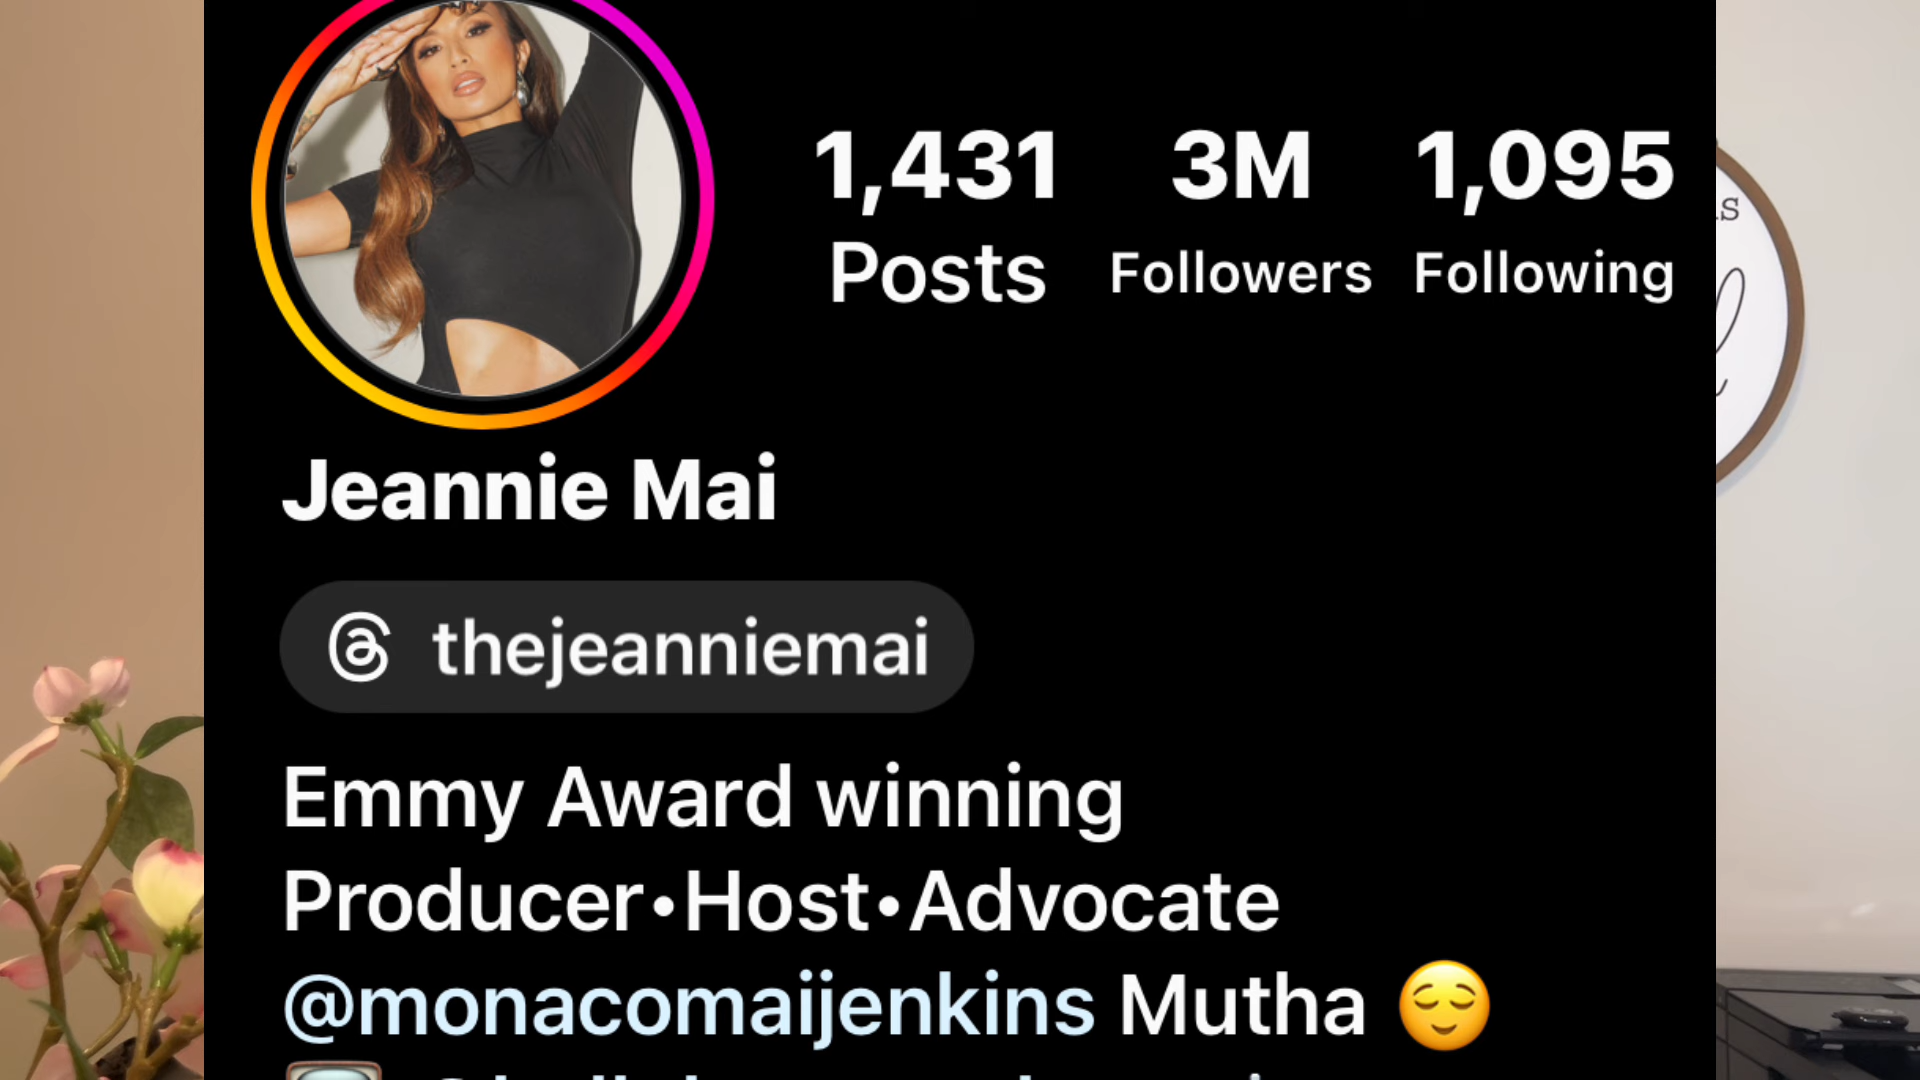 1,431 3M 1,095
Posts Followers Following
Jeannie Mai
thejeanniemai
Emmy Award winning
Producer•Host•Advocate
@monacomaijenkins Mutha 😌